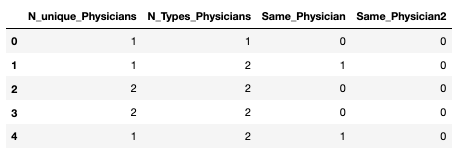 N_unique_Physicians N_Types_Physicians Same_Physician Same_Physician2
0 1 1 0 0
1 1 2 1 0
2 2 2 0 0
3 2 2 0 0
4 1 2 1 0